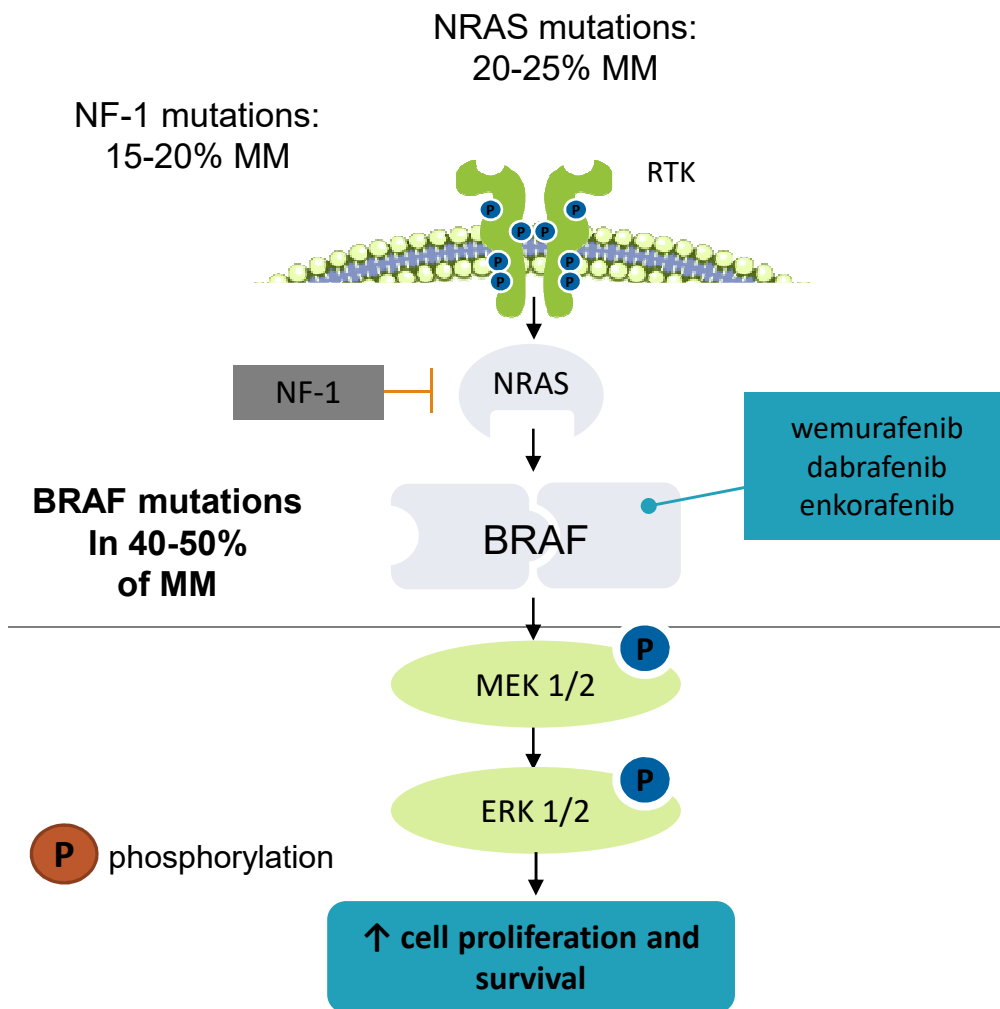 NRAS mutations:
20-25% MM
NF-1 mutations:
15-20% MM
RTK
P
P
P
P
P
P
P
P
NRAS
NF-1
wemurafenib
dabrafenib
enkorafenib
BRAF mutations
In 40-50%
of MM
BRAF
P
MEK 1/2
P
ERK 1/2
P phosphorylation
↑ cell proliferation and
survival